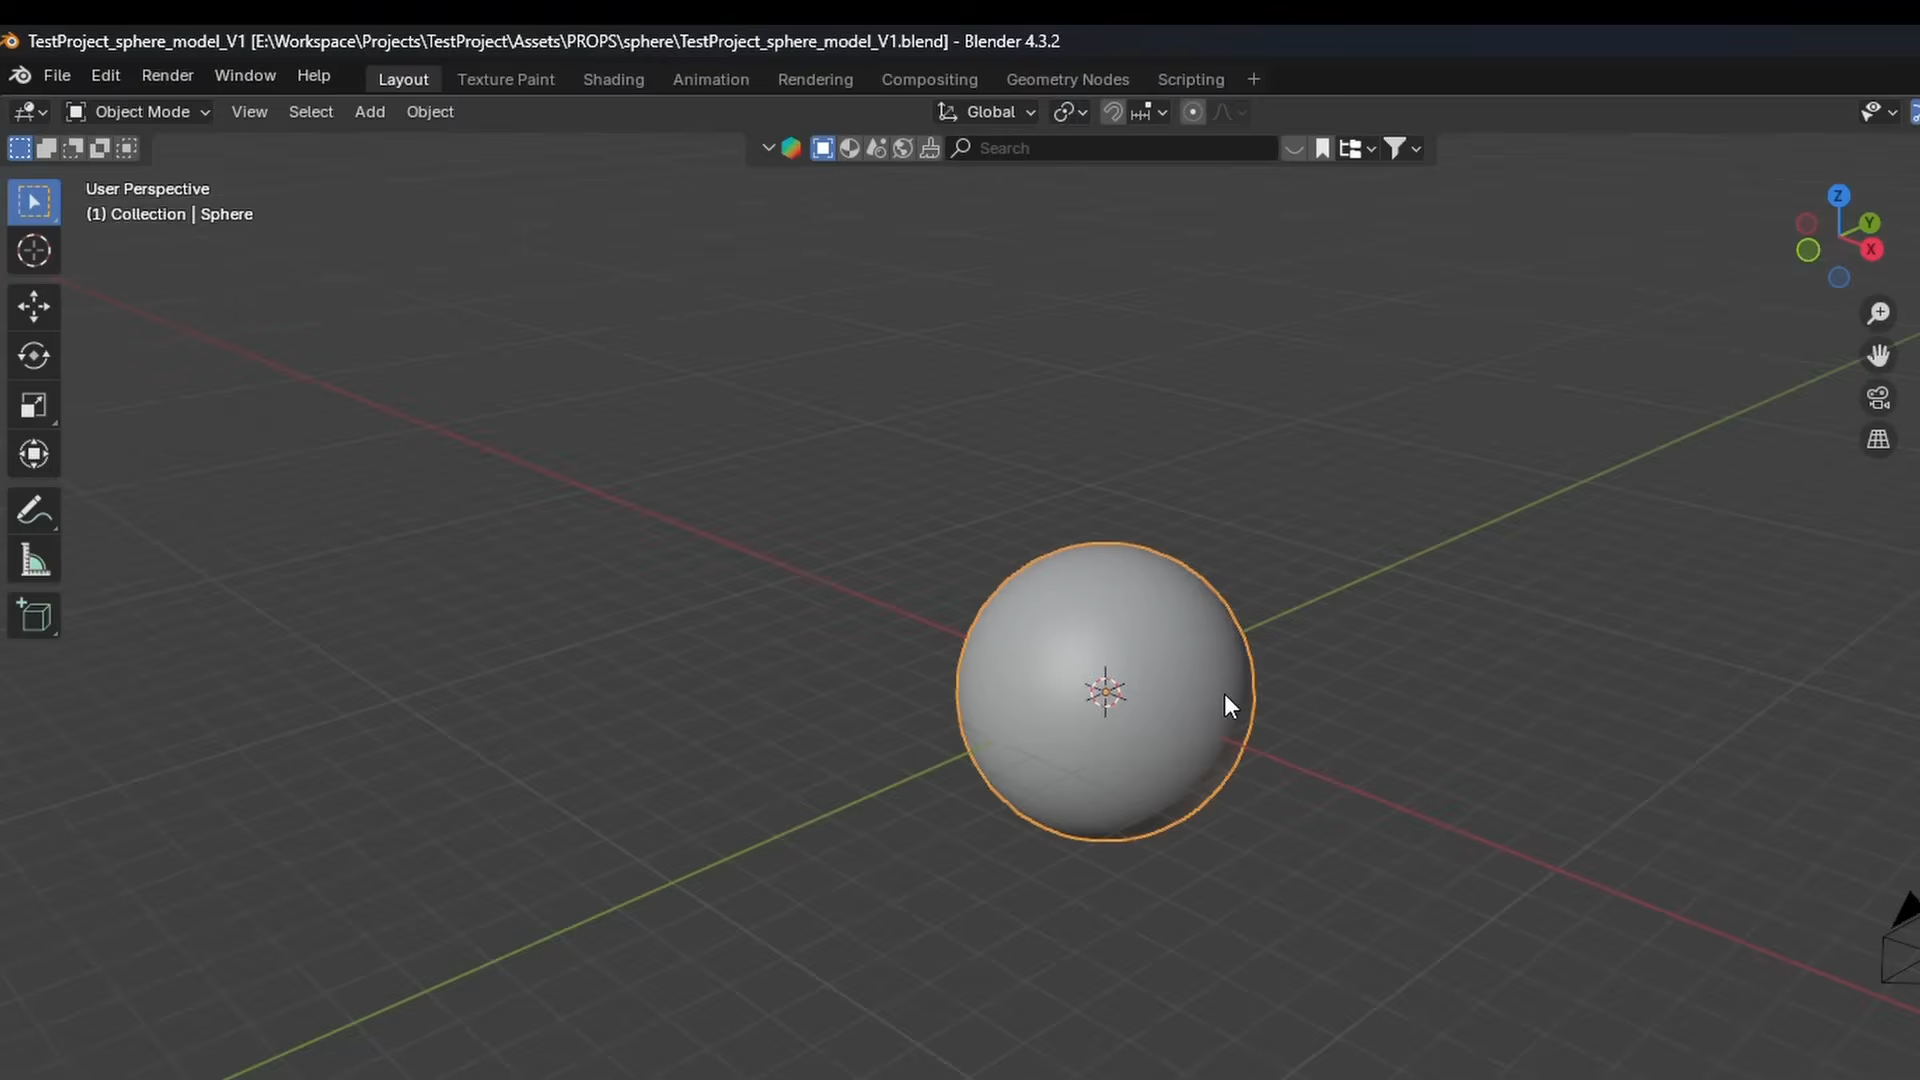 TestProject_sphere_model_V1 [E:\Workspace\Projects\TestProject\Assets\PROPS\sphere\TestProject_sphere_model_V1.blend] - Blender 4.3.2
File Edit Render Window Help Layout Texture Paint Shading Animation Rendering Compositing Geometry Nodes Scripting +
Object Mode View Select Add Object Global
Search
User Perspective
(1) Collection | Sphere
Z
Y
X